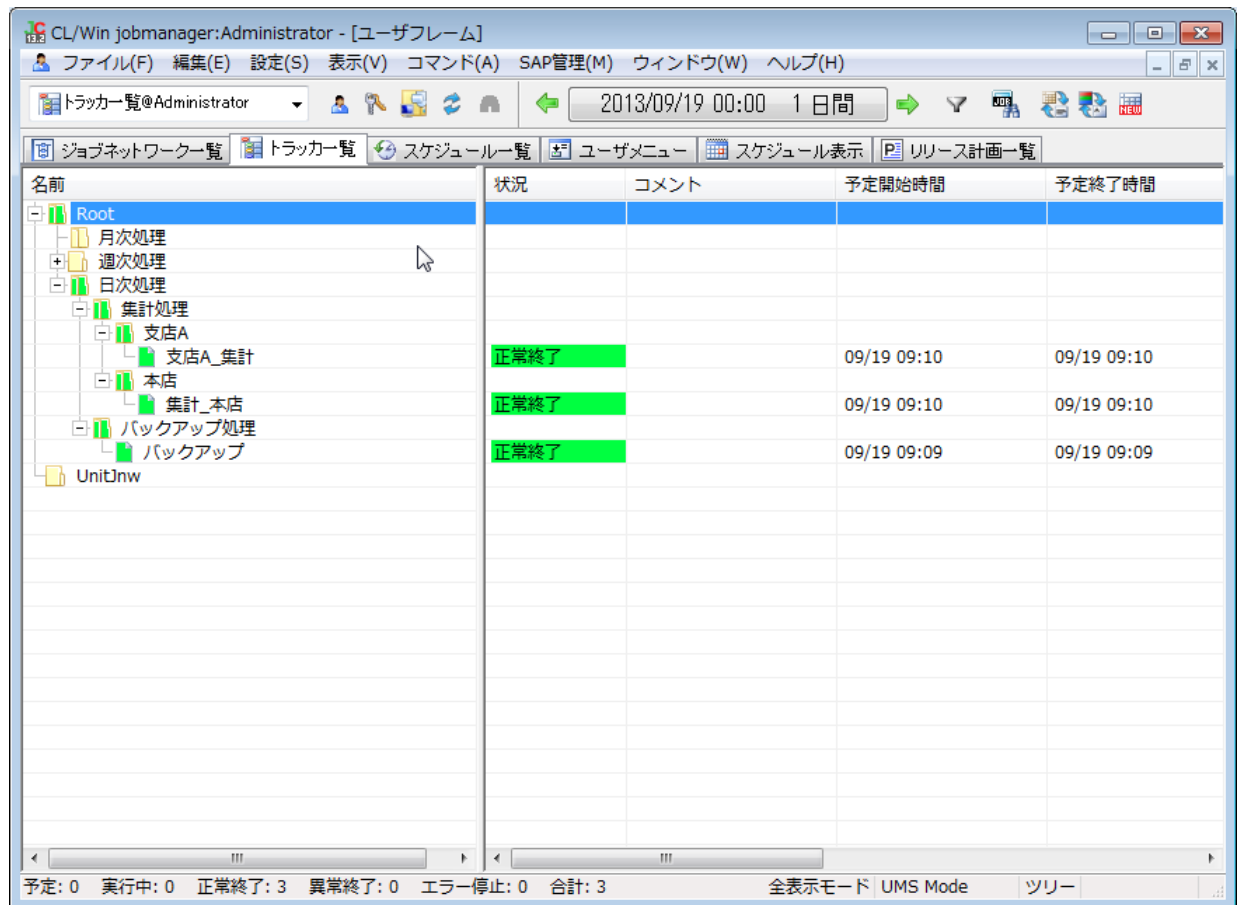 CL/Win jobmanager:Administrator - [ユーザフレーム]
ファイル(F) 編集(E) 設定(S) 表示(V) コマンド(A) SAP管理(M) ウィンドウ(W) ヘルプ(H)
トラッカ一覧@Administrator 2013/09/19 00:00 1 日間
ジョブネットワーク一覧 トラッカ一覧 スケジュール一覧 ユーザメニュー スケジュール表示 リリース計画一覧
名前 状況 コメント 予定開始時間 予定終了時間
Root
月次処理
週次処理
日次処理
集計処理
支店A
支店A_集計 正常終了 09/19 09:10 09/19 09:10
本店
集計_本店 正常終了 09/19 09:10 09/19 09:10
バックアップ処理
バックアップ 正常終了 09/19 09:09 09/19 09:09
UnitJnw
予定: 0 実行中: 0 正常終了: 3 異常終了: 0 エラー停止: 0 合計: 3 全表示モード UMS Mode ツリー